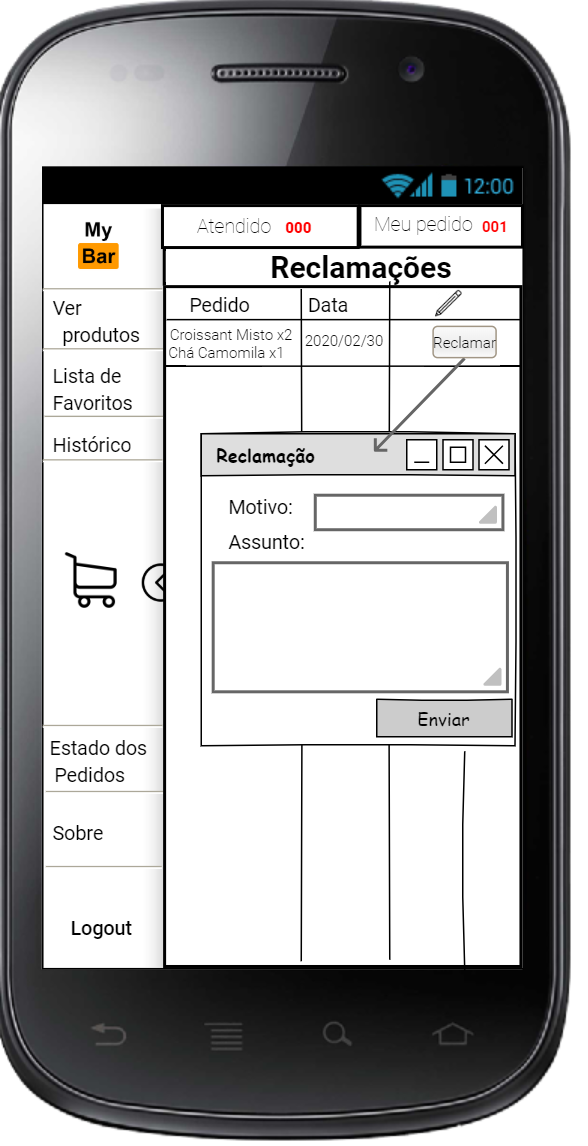 12:00
My
Bar
Atendido 000
Meu pedido 001
Reclamações
Pedido
Data
Croissant Misto x2
Chá Camomila x1
2020/02/30
Reclamar
Ver
produtos
Lista de
Favoritos
Histórico
Reclamação
Motivo:
Assunto:
Enviar
Estado dos
Pedidos
Sobre
Logout